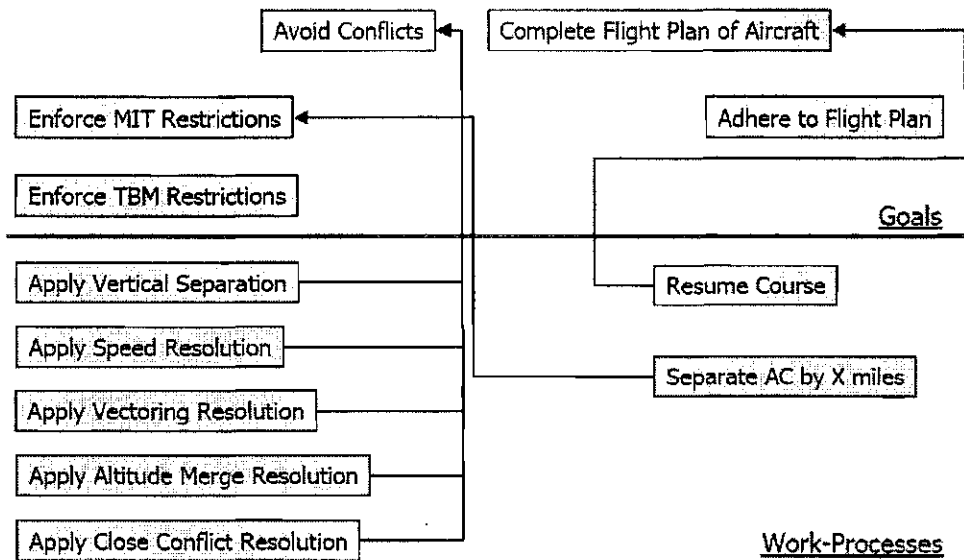 Avoid Conflicts
Complete Flight Plan of Aircraft
Enforce MIT Restrictions
Adhere to Flight Plan
Enforce TBM Restrictions
Goals
Apply Vertical Separation
Resume Course
Apply Speed Resolution
Separate AC by X miles
Apply Vectoring Resolution
Apply Altitude Merge Resolution
Apply Close Conflict Resolution
Work-Processes